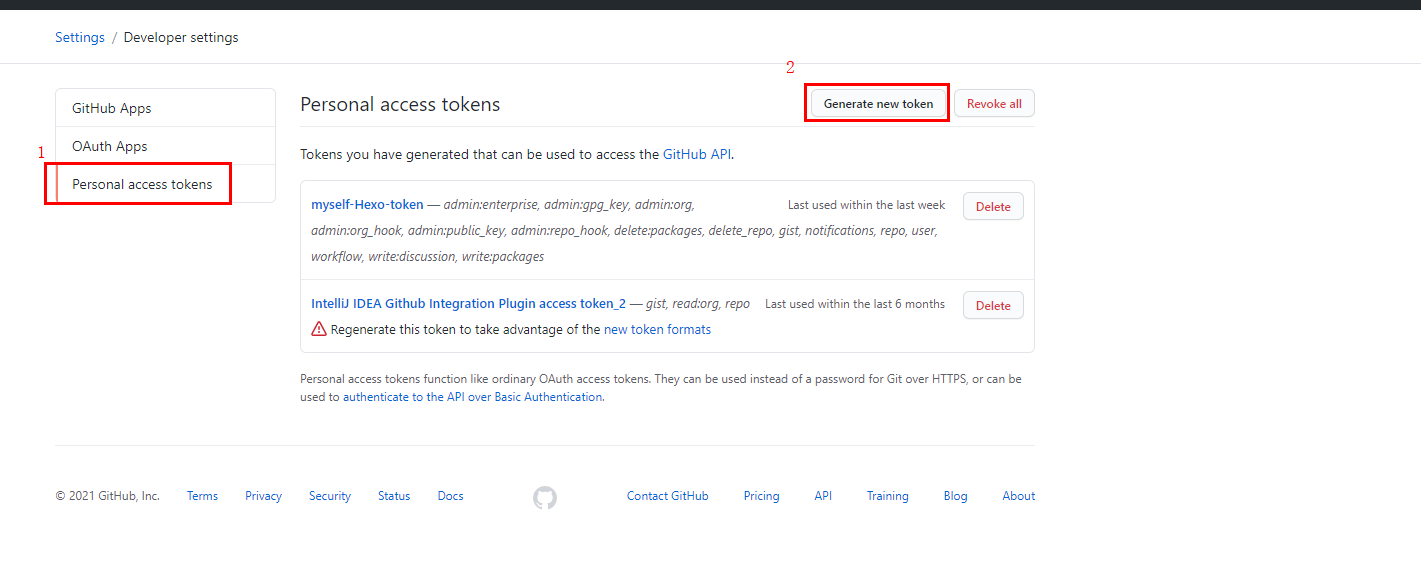 Settings / Developer settings
2
GitHub Apps
OAuth Apps
1
Personal access tokens
Personal access tokens
Generate new token
Revoke all
Tokens you have generated that can be used to access the GitHub API.
myself-Hexo-token — admin:enterprise, admin:gpg_key, admin:org,
Last used within the last week
Delete
admin:org_hook, admin:public_key, admin:repo_hook, delete:packages, delete_repo, gist, notifications, repo, user,
workflow, write:discussion, write:packages
IntelliJ IDEA Github Integration Plugin access token_2 — gist, read:org, repo
Last used within the last 6 months
Delete
Regenerate this token to take advantage of the new token formats
Personal access tokens function like ordinary OAuth access tokens. They can be used instead of a password for Git over HTTPS, or can be
used to authenticate to the API over Basic Authentication.
© 2021 GitHub, Inc. Terms Privacy Security Status Docs Contact GitHub Pricing API Training Blog About